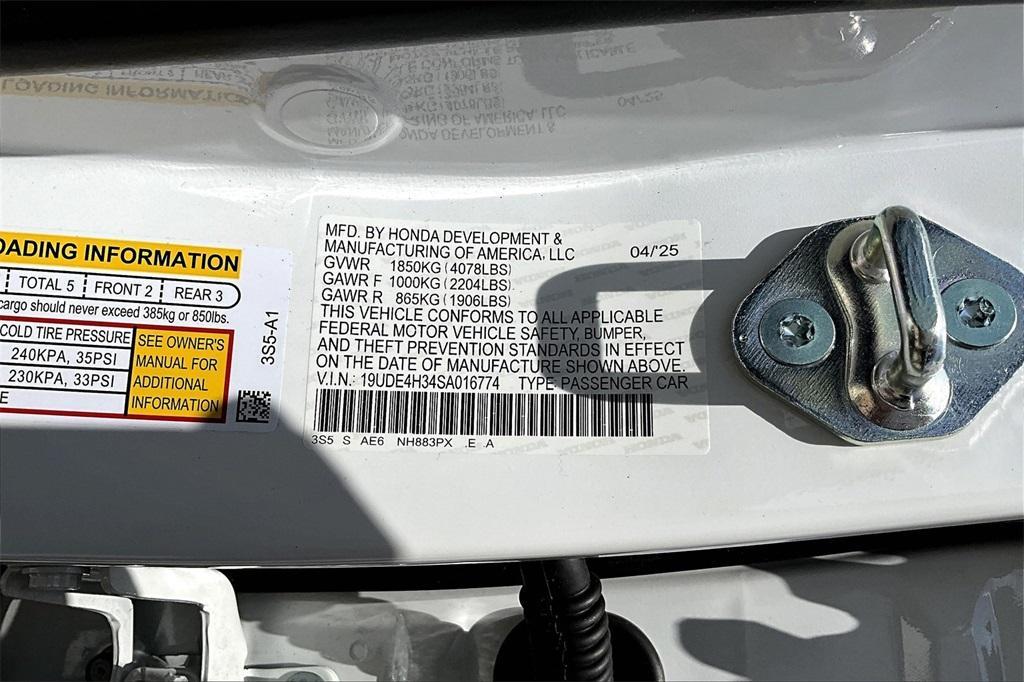 LOADING INFORMATION
TOTAL 5 FRONT 2 REAR 3
cargo should never exceed 385kg or 850lbs.
COLD TIRE PRESSURE
240KPA, 35PSI
230KPA, 33PSI
SEE OWNER'S
MANUAL FOR
ADDITIONAL
INFORMATION
3S5-A1
MFD. BY HONDA DEVELOPMENT &
MANUFACTURING OF AMERICA, LLC 04/'25
GVWR 1850KG (4078LBS)
GAWR F 1000KG (2204LBS)
GAWR R 865KG (1906LBS)
THIS VEHICLE CONFORMS TO ALL APPLICABLE
FEDERAL MOTOR VEHICLE SAFETY, BUMPER,
AND THEFT PREVENTION STANDARDS IN EFFECT
ON THE DATE OF MANUFACTURE SHOWN ABOVE.
V.I.N.: 19UDE4H34SA016774 TYPE PASSENGER CAR
3S5 S AE6 NH883PX .E .A